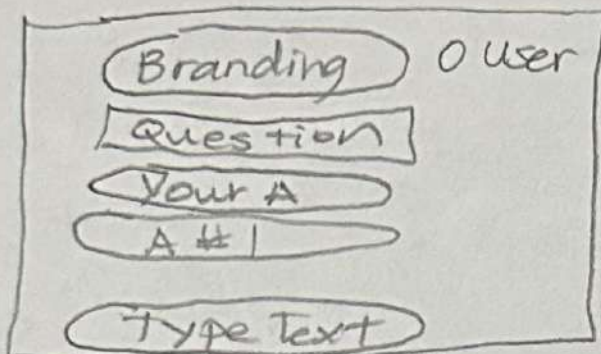 Branding O user
Question
Your A
A #1
Type Text